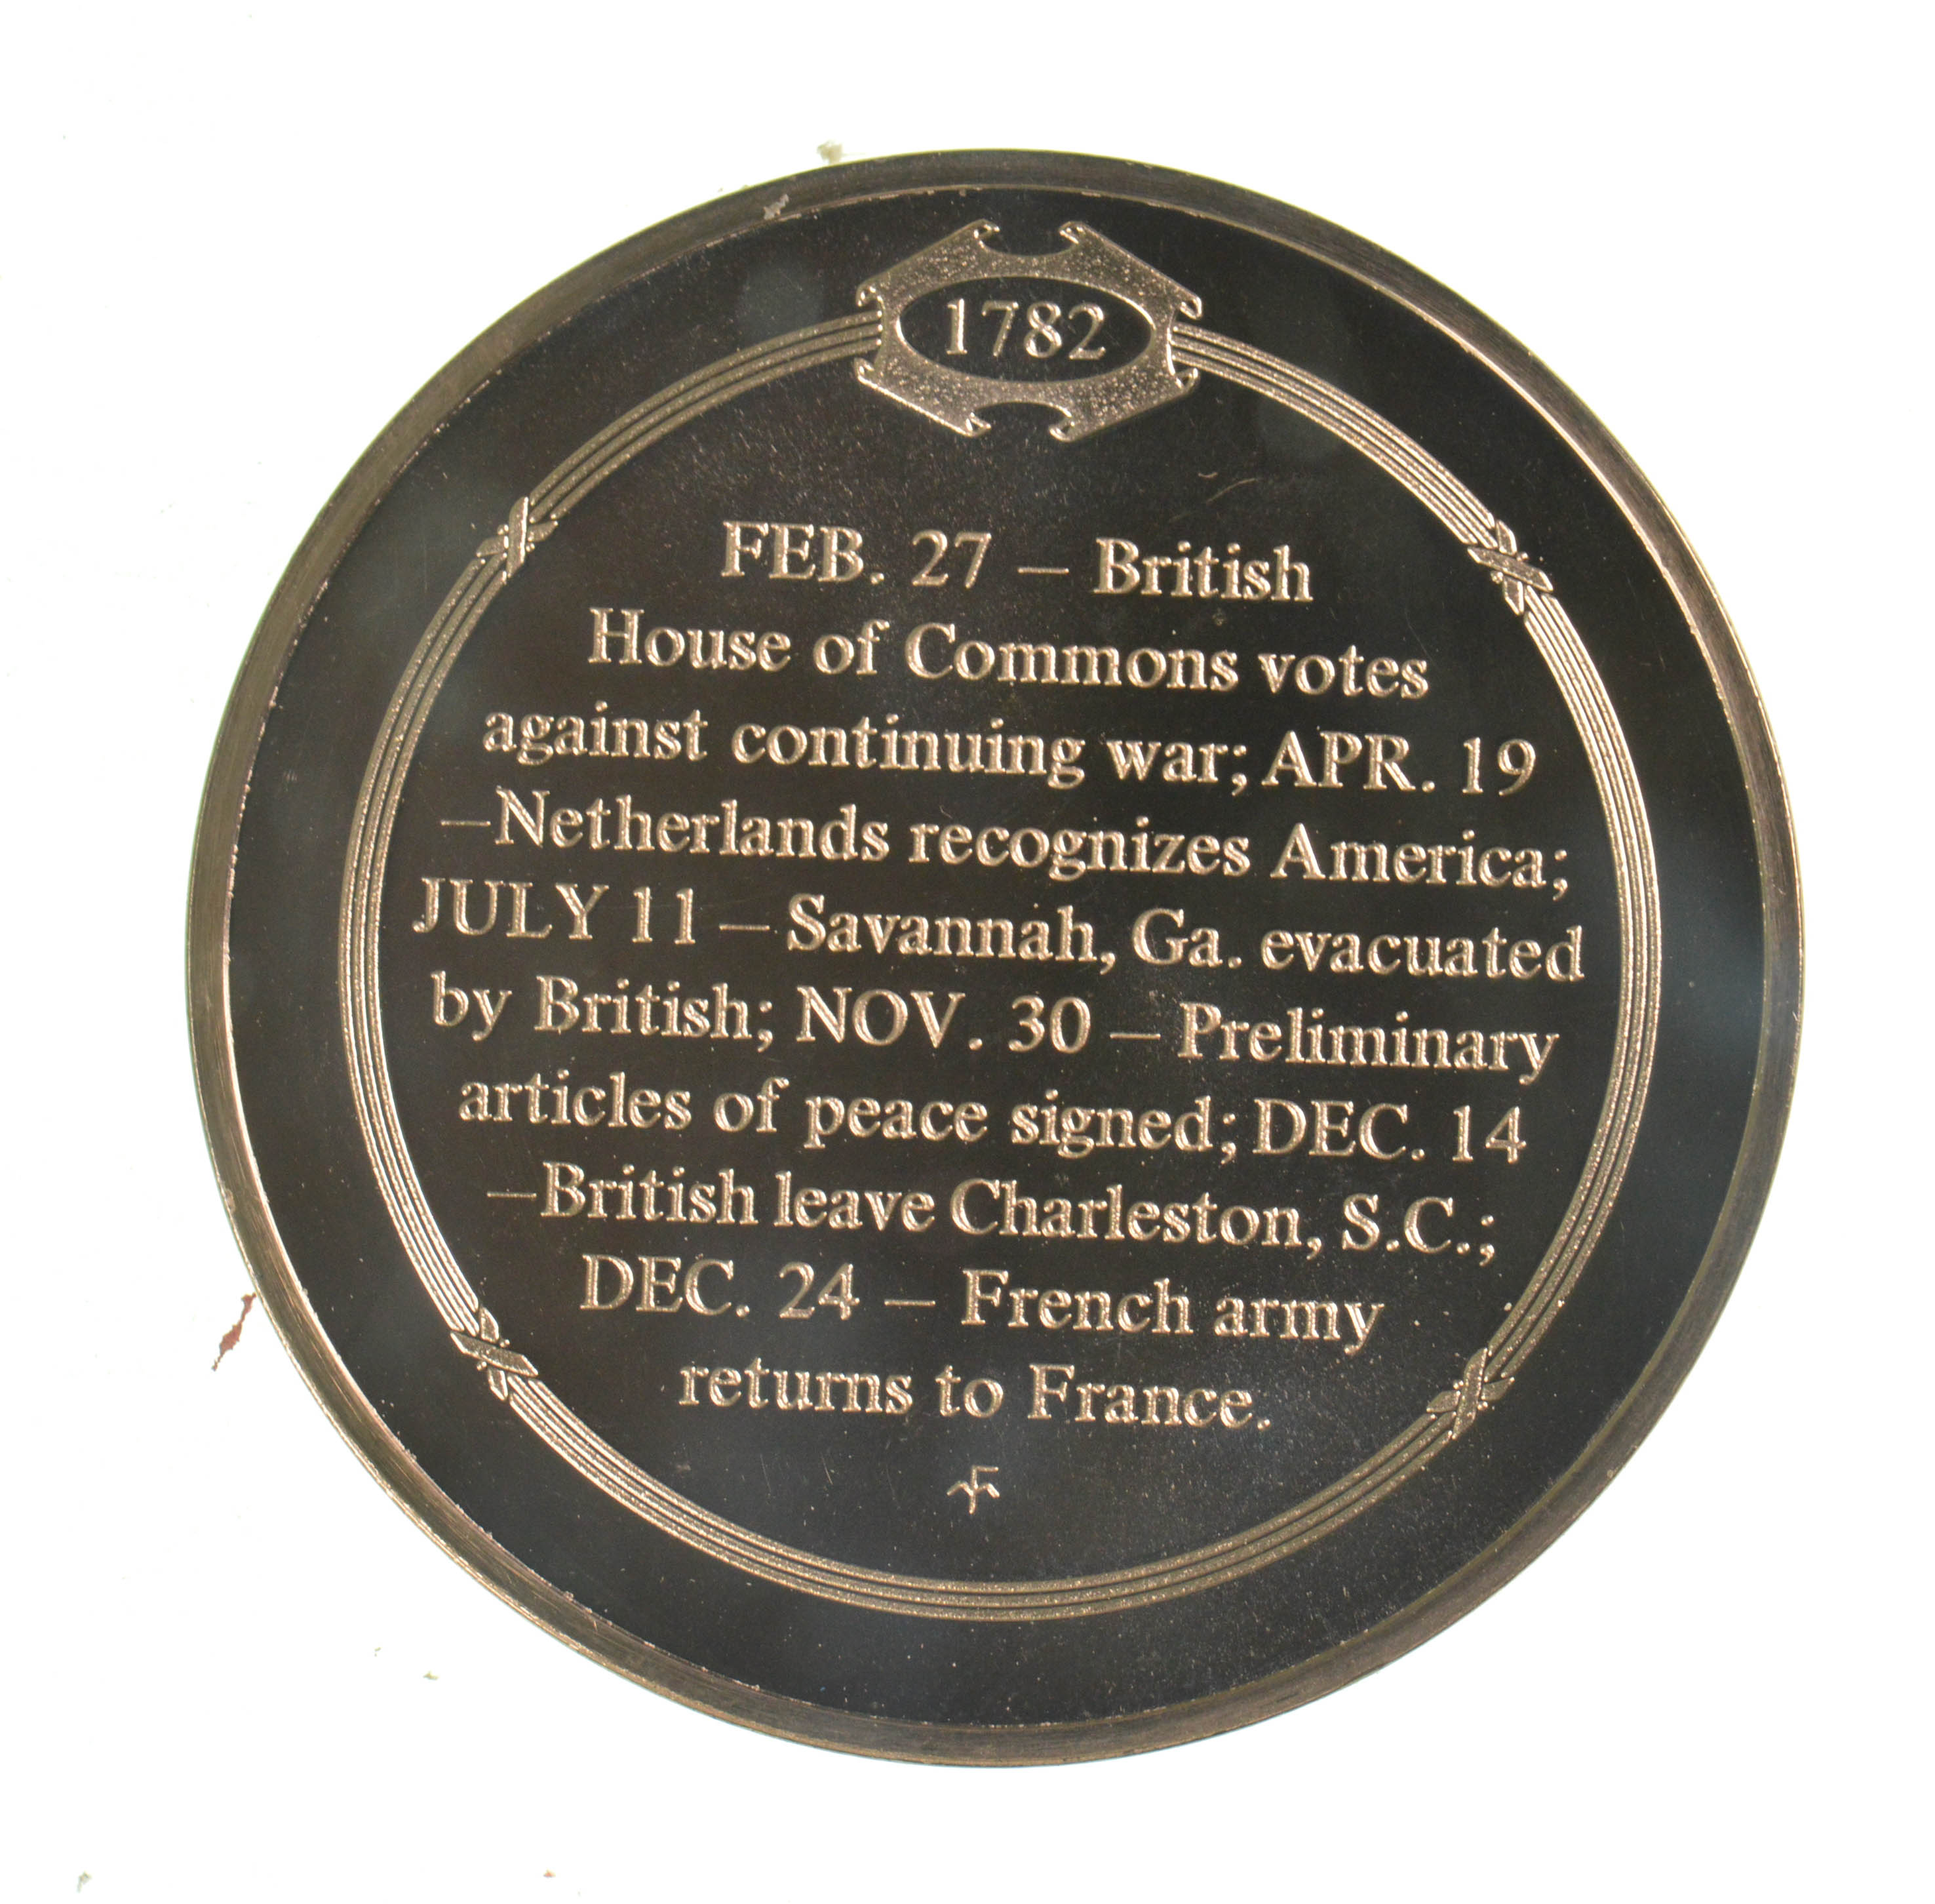 1782
FEB. 27 – British
House of Commons votes
against continuing war; APR. 19
–Netherlands recognizes America;
JULY 11 – Savannah, Ga. evacuated
by British; NOV. 30 – Preliminary
articles of peace signed; DEC. 14
–British leave Charleston, S.C.;
DEC. 24 – French army
returns to France.